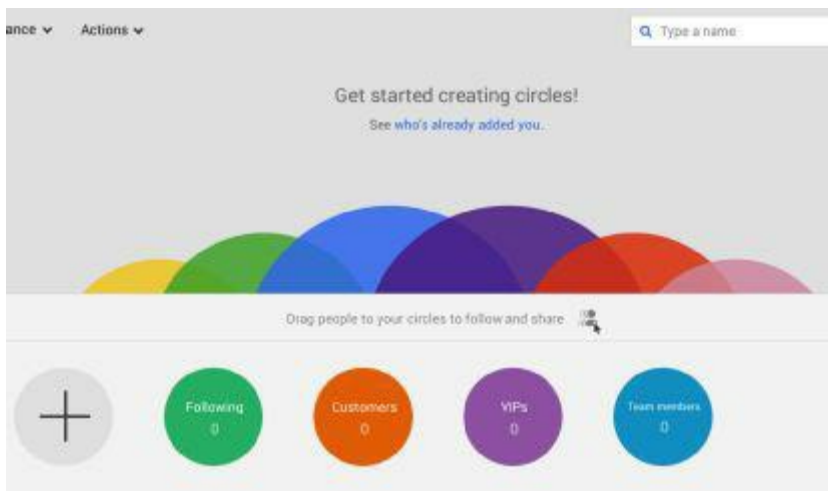 ance Actions
Type a name
Get started creating circles!
See who's already added you.
Drag people to your circles to follow and share
Following
0
Customers
0
VIPs
0
Team members
0